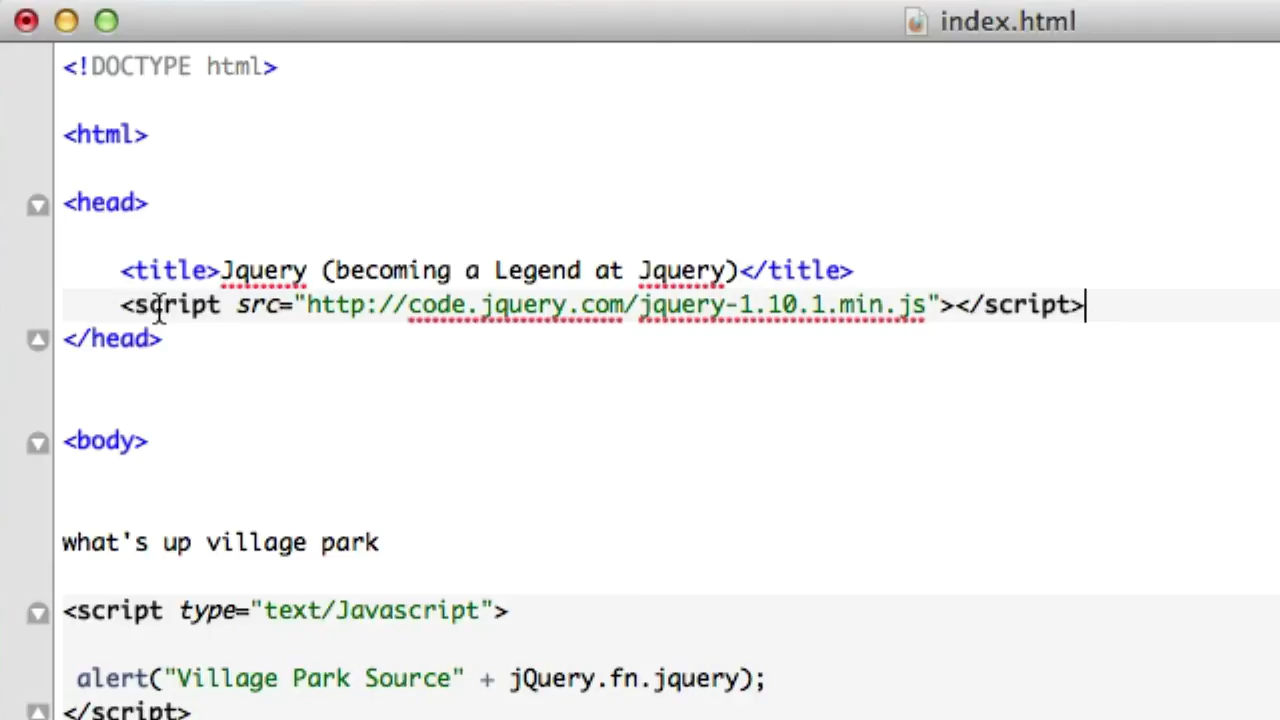 index.html
<!DOCTYPE html>
<html>
<head>
<title>Jquery (becoming a Legend at Jquery)</title>
<script src="http://code.jquery.com/jquery-1.10.1.min.js"></script>
</head>
<body>
what's up village park
<script type="text/Javascript">
alert("Village Park Source" + jQuery.fn.jquery);
</script>